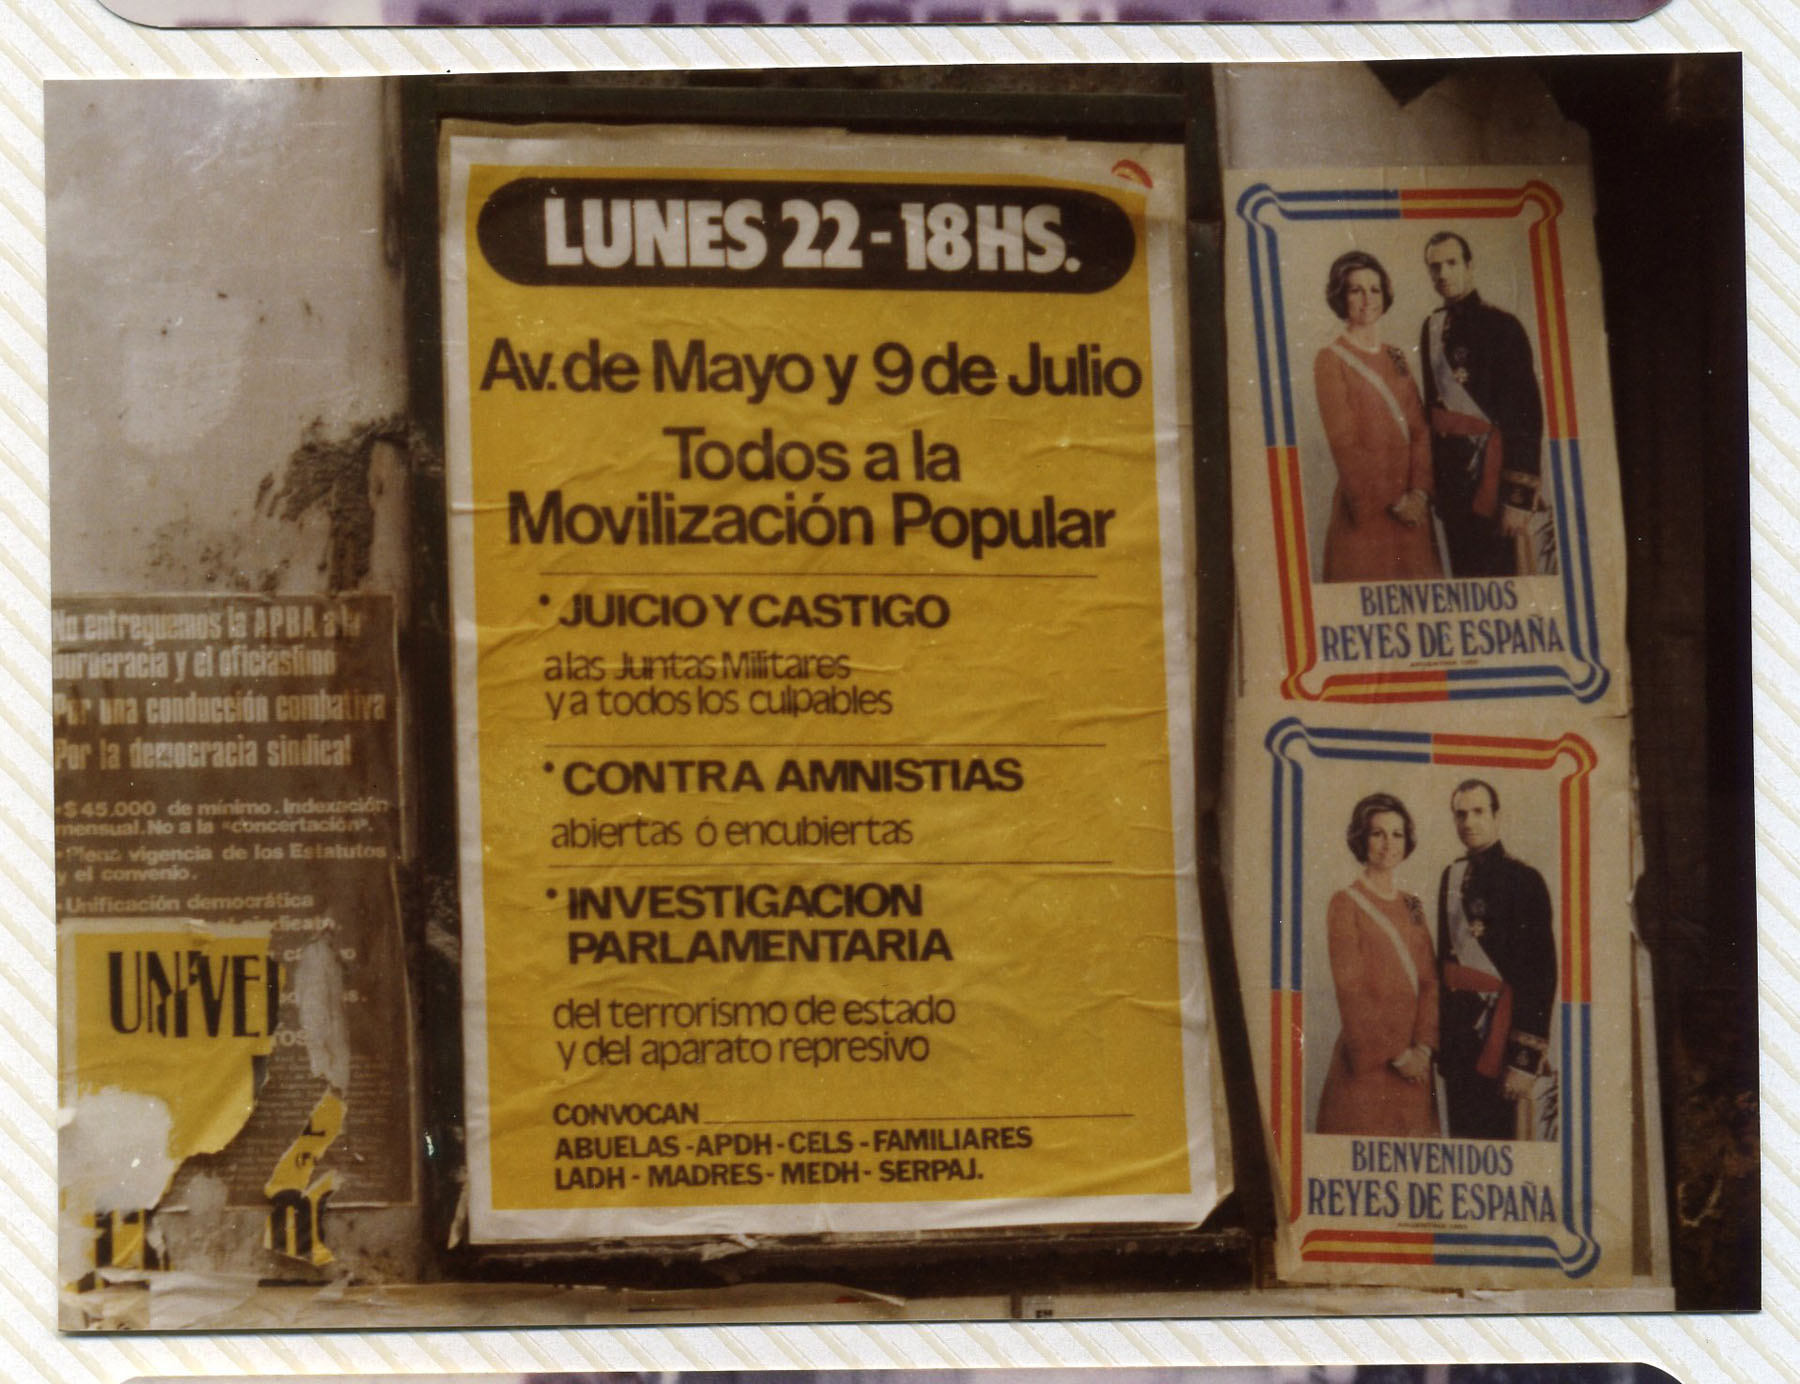 No entreguemos la APBA a la
burocracia y el oficiaslimo
Por una conducción combativa
Por la democracia sindical
• $ 45.000 de mínimo. Indexación
mensual. No a la "concertación".
• Plena vigencia de los Estatutos
y el convenio.
• Unificación democrática
UNIVE
LUNES 22 - 18 HS.
Av. de Mayo y 9 de Julio
Todos a la
Movilización Popular
• JUICIO Y CASTIGO
a las Juntas Militares
y a todos los culpables
• CONTRA AMNISTIAS
abiertas ó encubiertas
• INVESTIGACION
PARLAMENTARIA
del terrorismo de estado
y del aparato represivo
CONVOCAN
ABUELAS - APDH - CELS - FAMILIARES
LADH - MADRES - MEDH - SERPAJ.
BIENVENIDOS
REYES DE ESPAÑA
BIENVENIDOS
REYES DE ESPAÑA